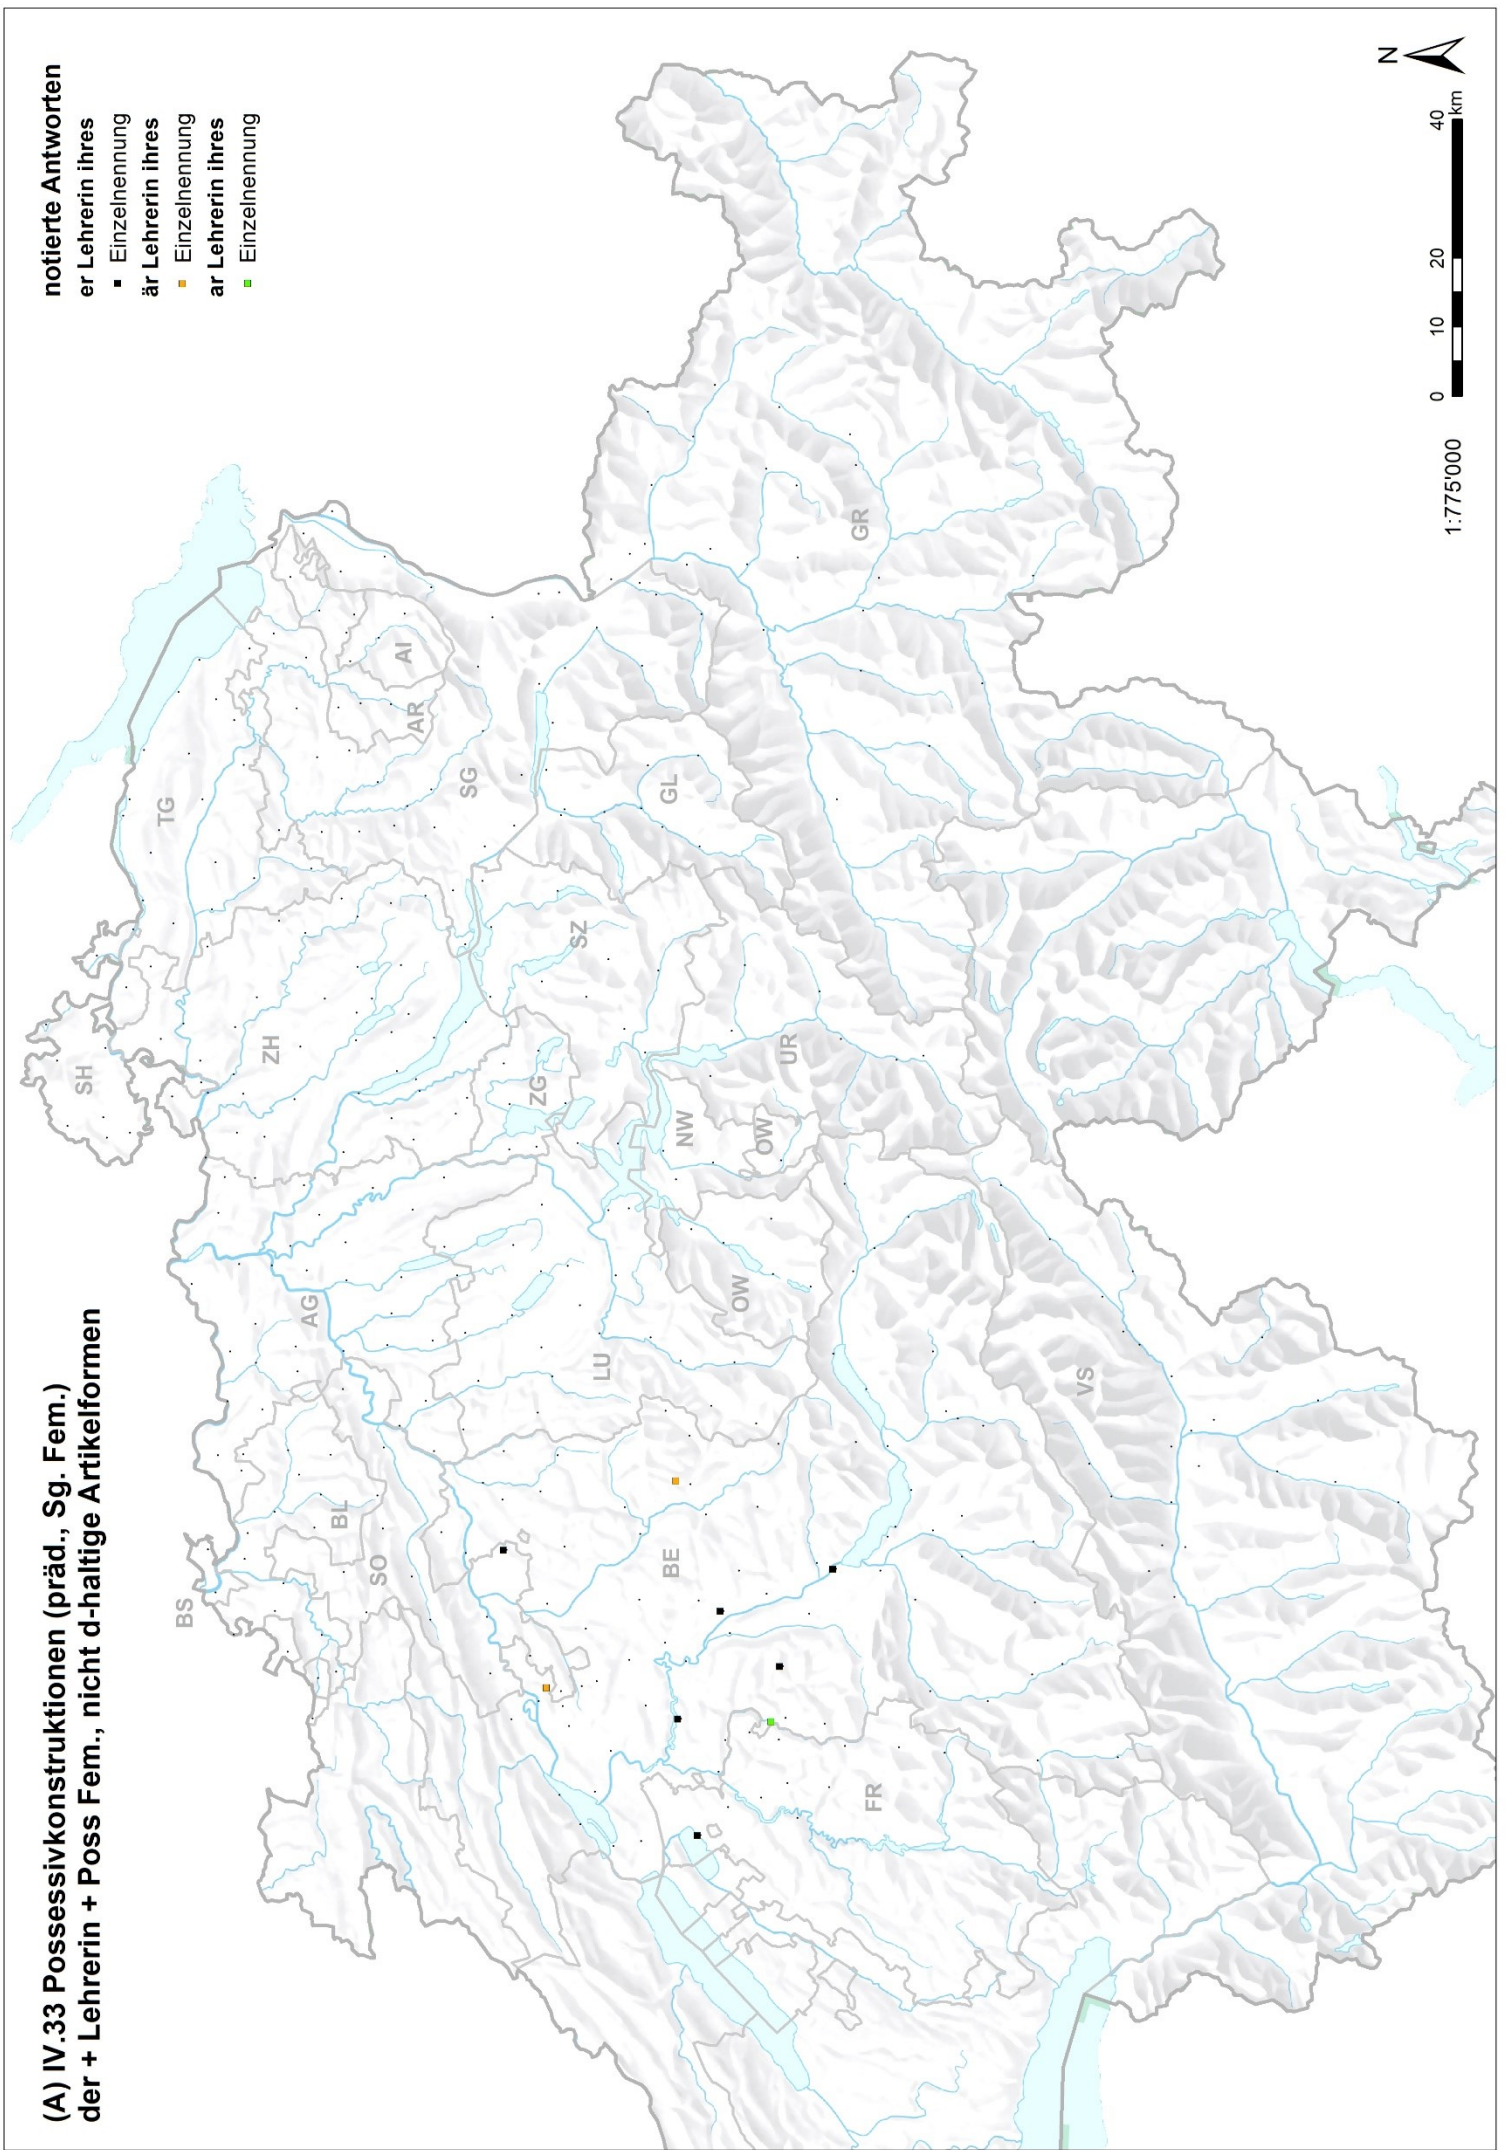 (A) IV.33 Possessivkonstruktionen (präd., Sg. Fem.)
der + Lehrerin + Poss Fem., nicht d-haltige Artikelformen
notierte Antworten
er Lehrerin ihres
Einzelnennung
är Lehrerin ihres
Einzelnennung
ar Lehrerin ihres
Einzelnennung
SH
BS
TG
ZH
AG
BL
SO
AI
AR
SG
ZG
SZ
LU
GL
NW
BE
OW
OW
UR
GR
FR
VS
N
1:775'000
0 10 20 40
km